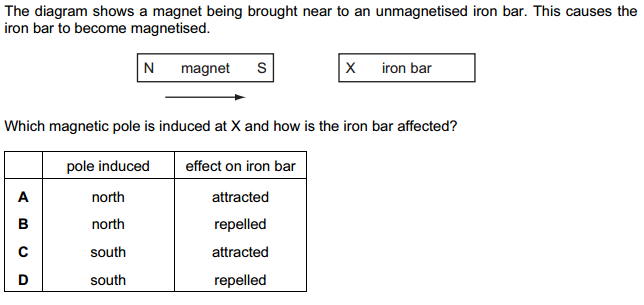 The diagram shows a magnet being brought near to an unmagnetised iron bar. This causes the
iron bar to become magnetised.
N magnet S X iron bar
Which magnetic pole is induced at X and how is the iron bar affected?
pole induced effect on iron bar
A north attracted
B north repelled
C south attracted
D south repelled